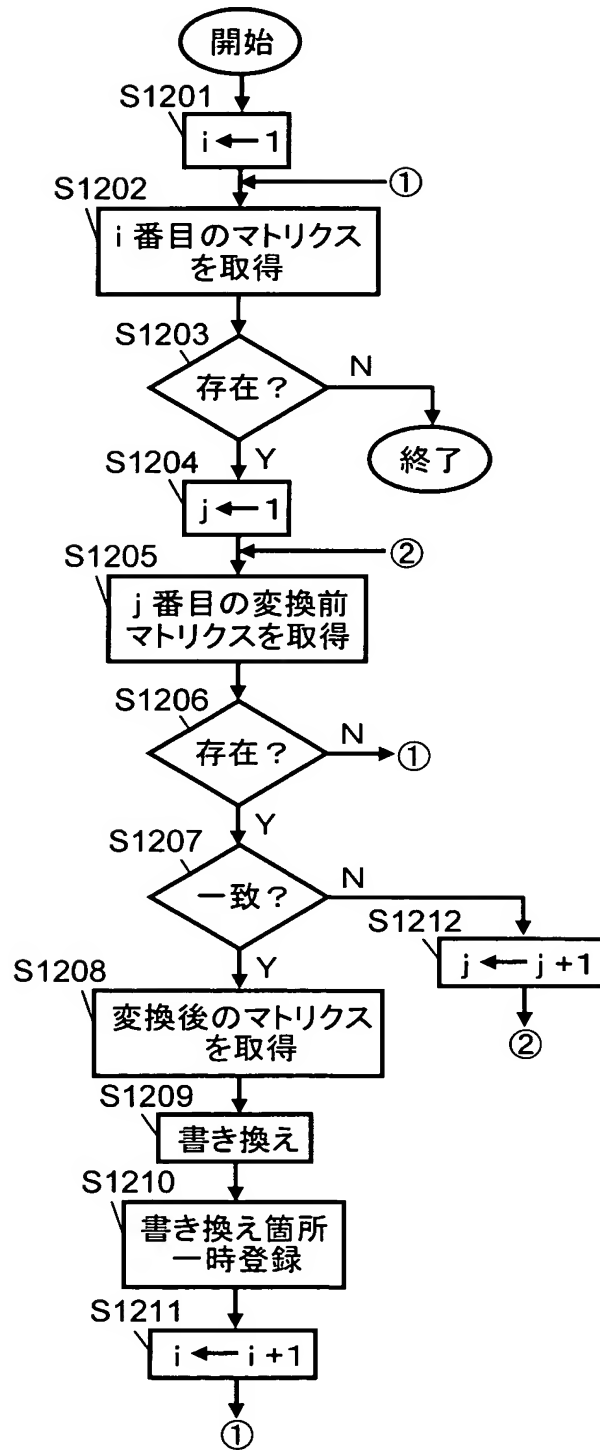 開始
S1201
i ← 1
①
S1202
i 番目のマトリクス
を取得
S1203
存在?
N
終了
Y
S1204
j ← 1
②
S1205
j 番目の変換前
マトリクスを取得
S1206
存在?
N
①
Y
S1207
一致?
N
S1212
j ← j +1
②
Y
S1208
変換後のマトリクス
を取得
S1209
書き換え
S1210
書き換え箇所
一時登録
S1211
i ← i +1
①